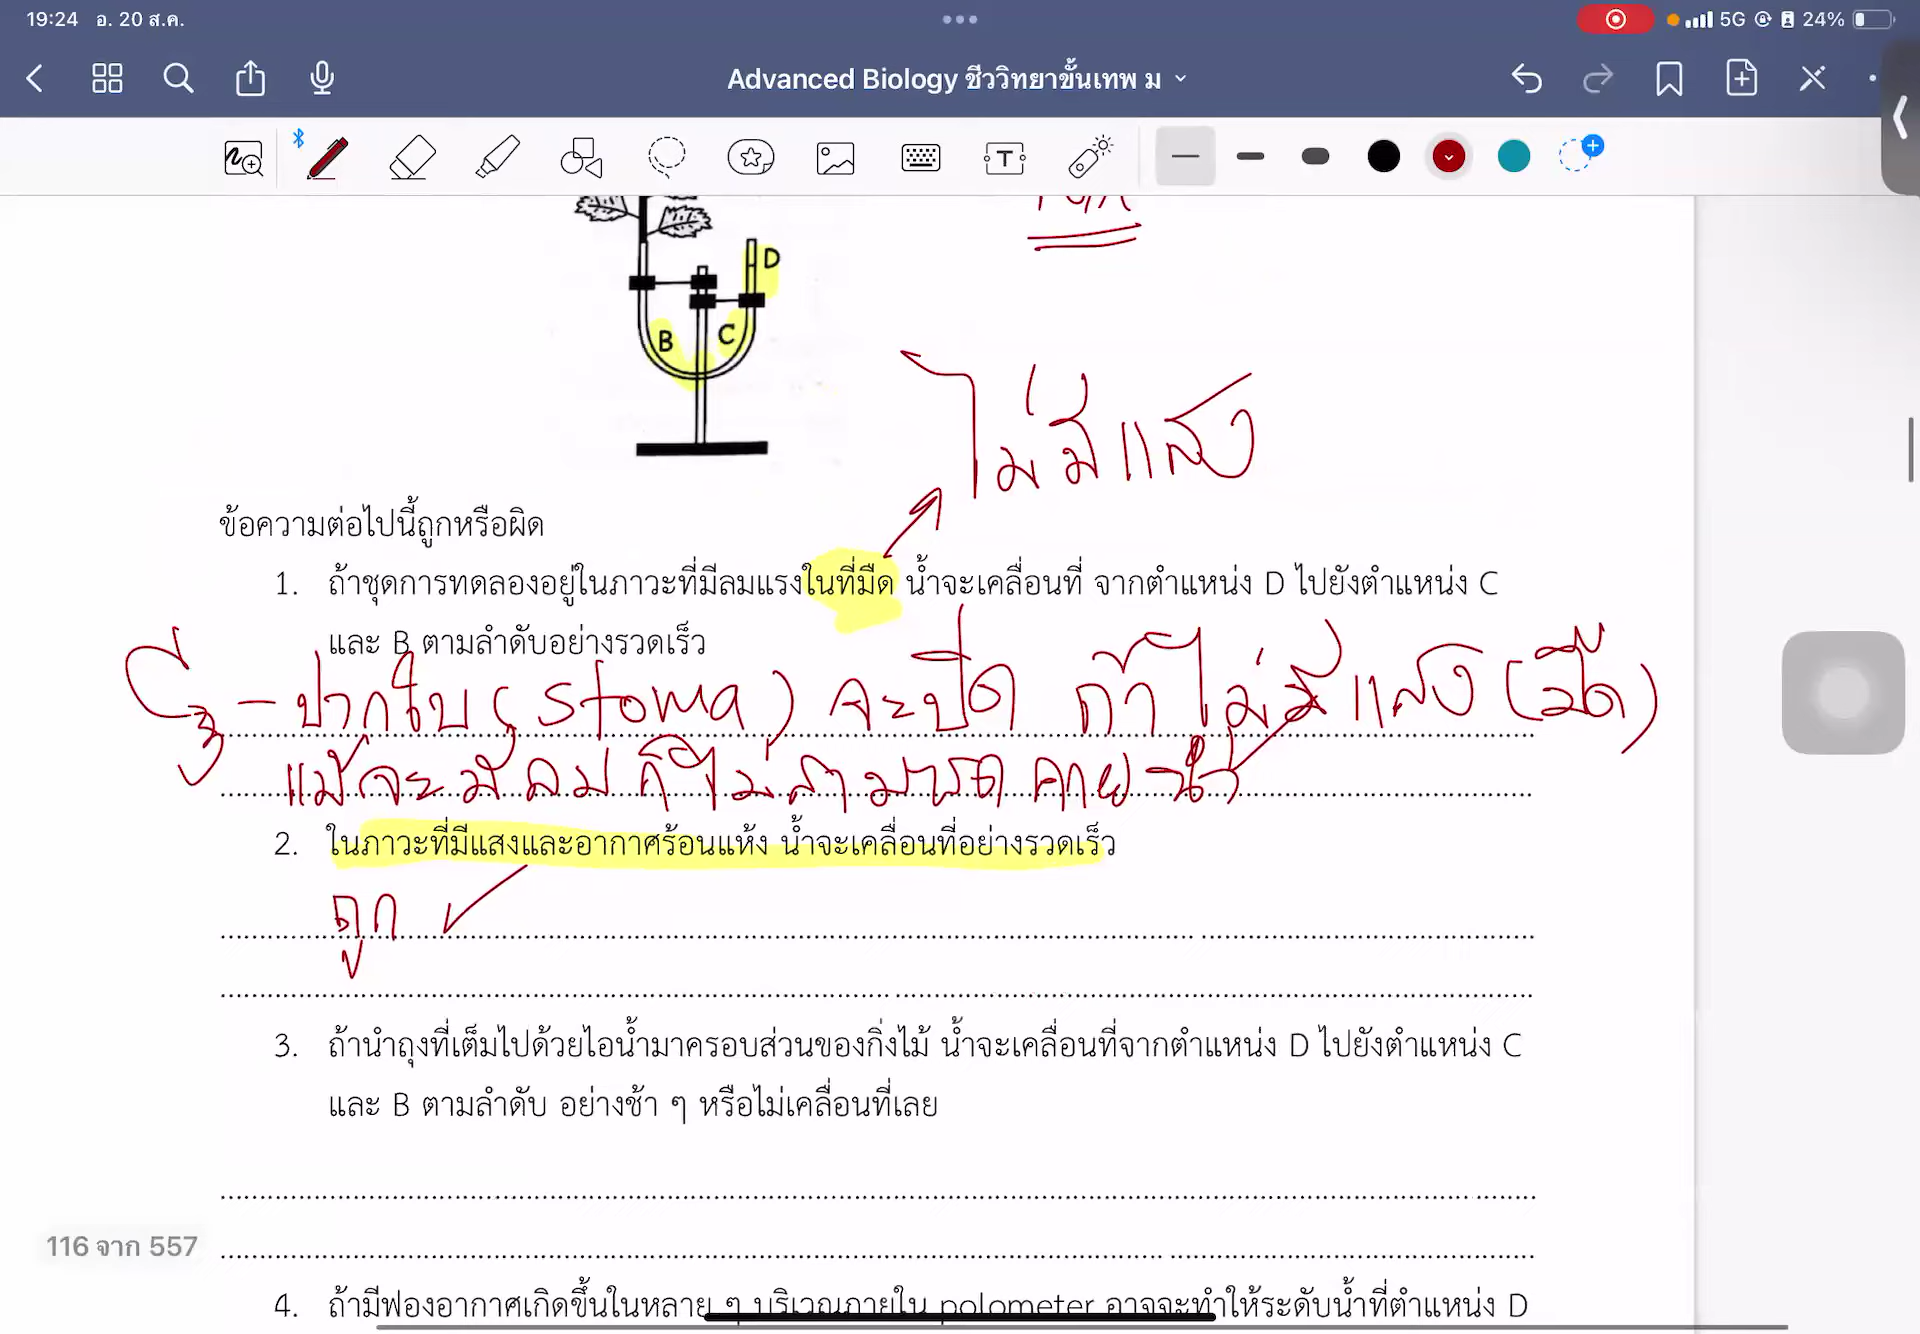 19:24 อ. 20 ส.ค.
5G 24%
Advanced Biology ชีววิทยาขั้นเทพ ม
T
D
B C
ไม่มีแสง
ข้อความต่อไปนี้ถูกหรือผิด
1. ถ้าชุดการทดลองอยู่ในภาวะที่มีลมแรงในที่มืด น้ำจะเคลื่อนที่ จากตำแหน่ง D ไปยังตำแหน่ง C
และ B ตามลำดับอย่างรวดเร็ว
C3 - ปากใบ (stoma) จะปิด ถ้าไม่มีแสง (มืด)
แม้จะมีลมก็ไม่สามารถคายน้ำ
2. ในภาวะที่มีแสงและอากาศร้อนแห้ง น้ำจะเคลื่อนที่อย่างรวดเร็ว
ถูก ✓
3. ถ้านำถุงที่เต็มไปด้วยไอน้ำมาครอบส่วนของกิ่งไม้ น้ำจะเคลื่อนที่จากตำแหน่ง D ไปยังตำแหน่ง C
และ B ตามลำดับ อย่างช้า ๆ หรือไม่เคลื่อนที่เลย
116 จาก 557
4. ถ้ามีฟองอากาศเกิดขึ้นในหลาย ๆ บริเวณภายใน polometer อาจจะทำให้ระดับน้ำที่ตำแหน่ง D